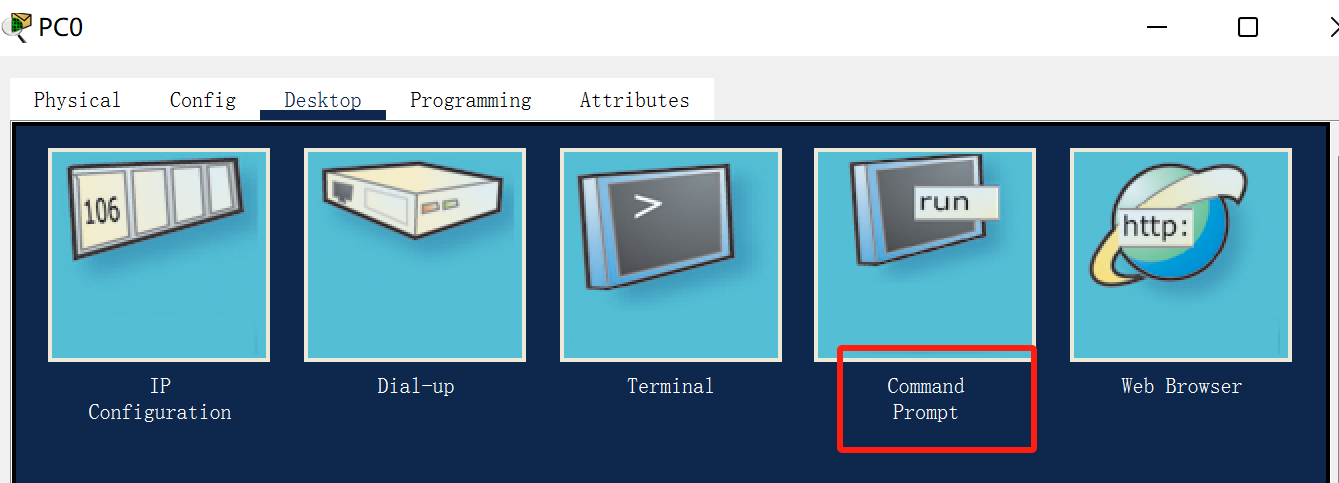 PC0
Physical Config Desktop Programming Attributes
106
>
run
http:
IP
Configuration
Dial-up
Terminal
Command
Prompt
Web Browser